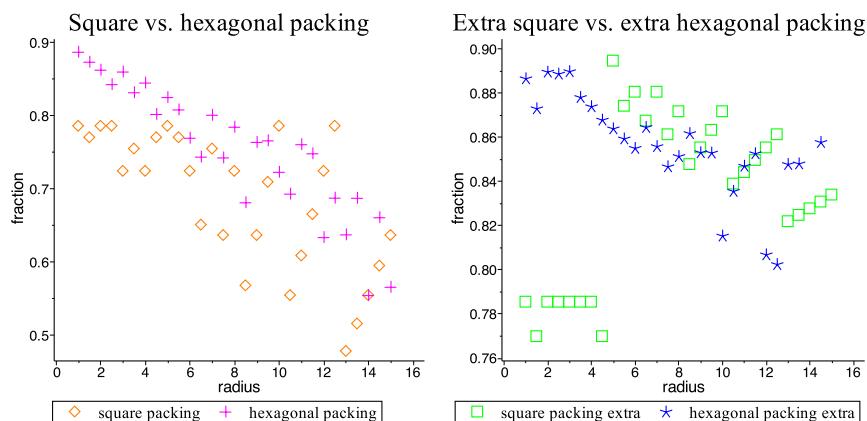 Square vs. hexagonal packing
0.9
0.8
0.7
fraction
0.6
0.5
0 2 4 6 8 10 12 14 16
radius
square packing hexagonal packing
Extra square vs. extra hexagonal packing
0.90
0.88
0.86
0.84
fraction
0.82
0.80
0.78
0.76
0 2 4 6 8 10 12 14 16
radius
square packing extra hexagonal packing extra